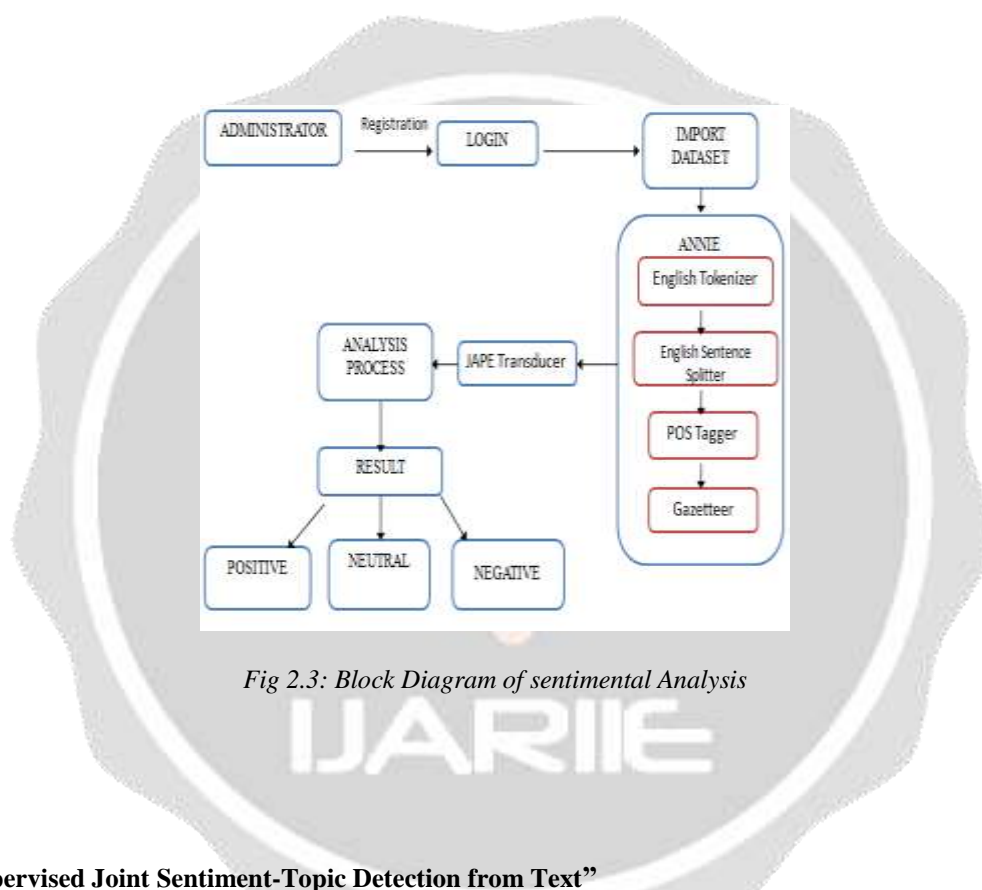 ADMINISTRATOR
Registration
LOGIN
IMPORT
DATASET
ANNIE
English Tokenizer
English Sentence
Splitter
POS Tagger
Gazetteer
JAPE Transducer
ANALYSIS
PROCESS
RESULT
POSITIVE
NEUTRAL
NEGATIVE
Fig 2.3: Block Diagram of sentimental Analysis
IJARIIE
pervised Joint Sentiment-Topic Detection from Text”